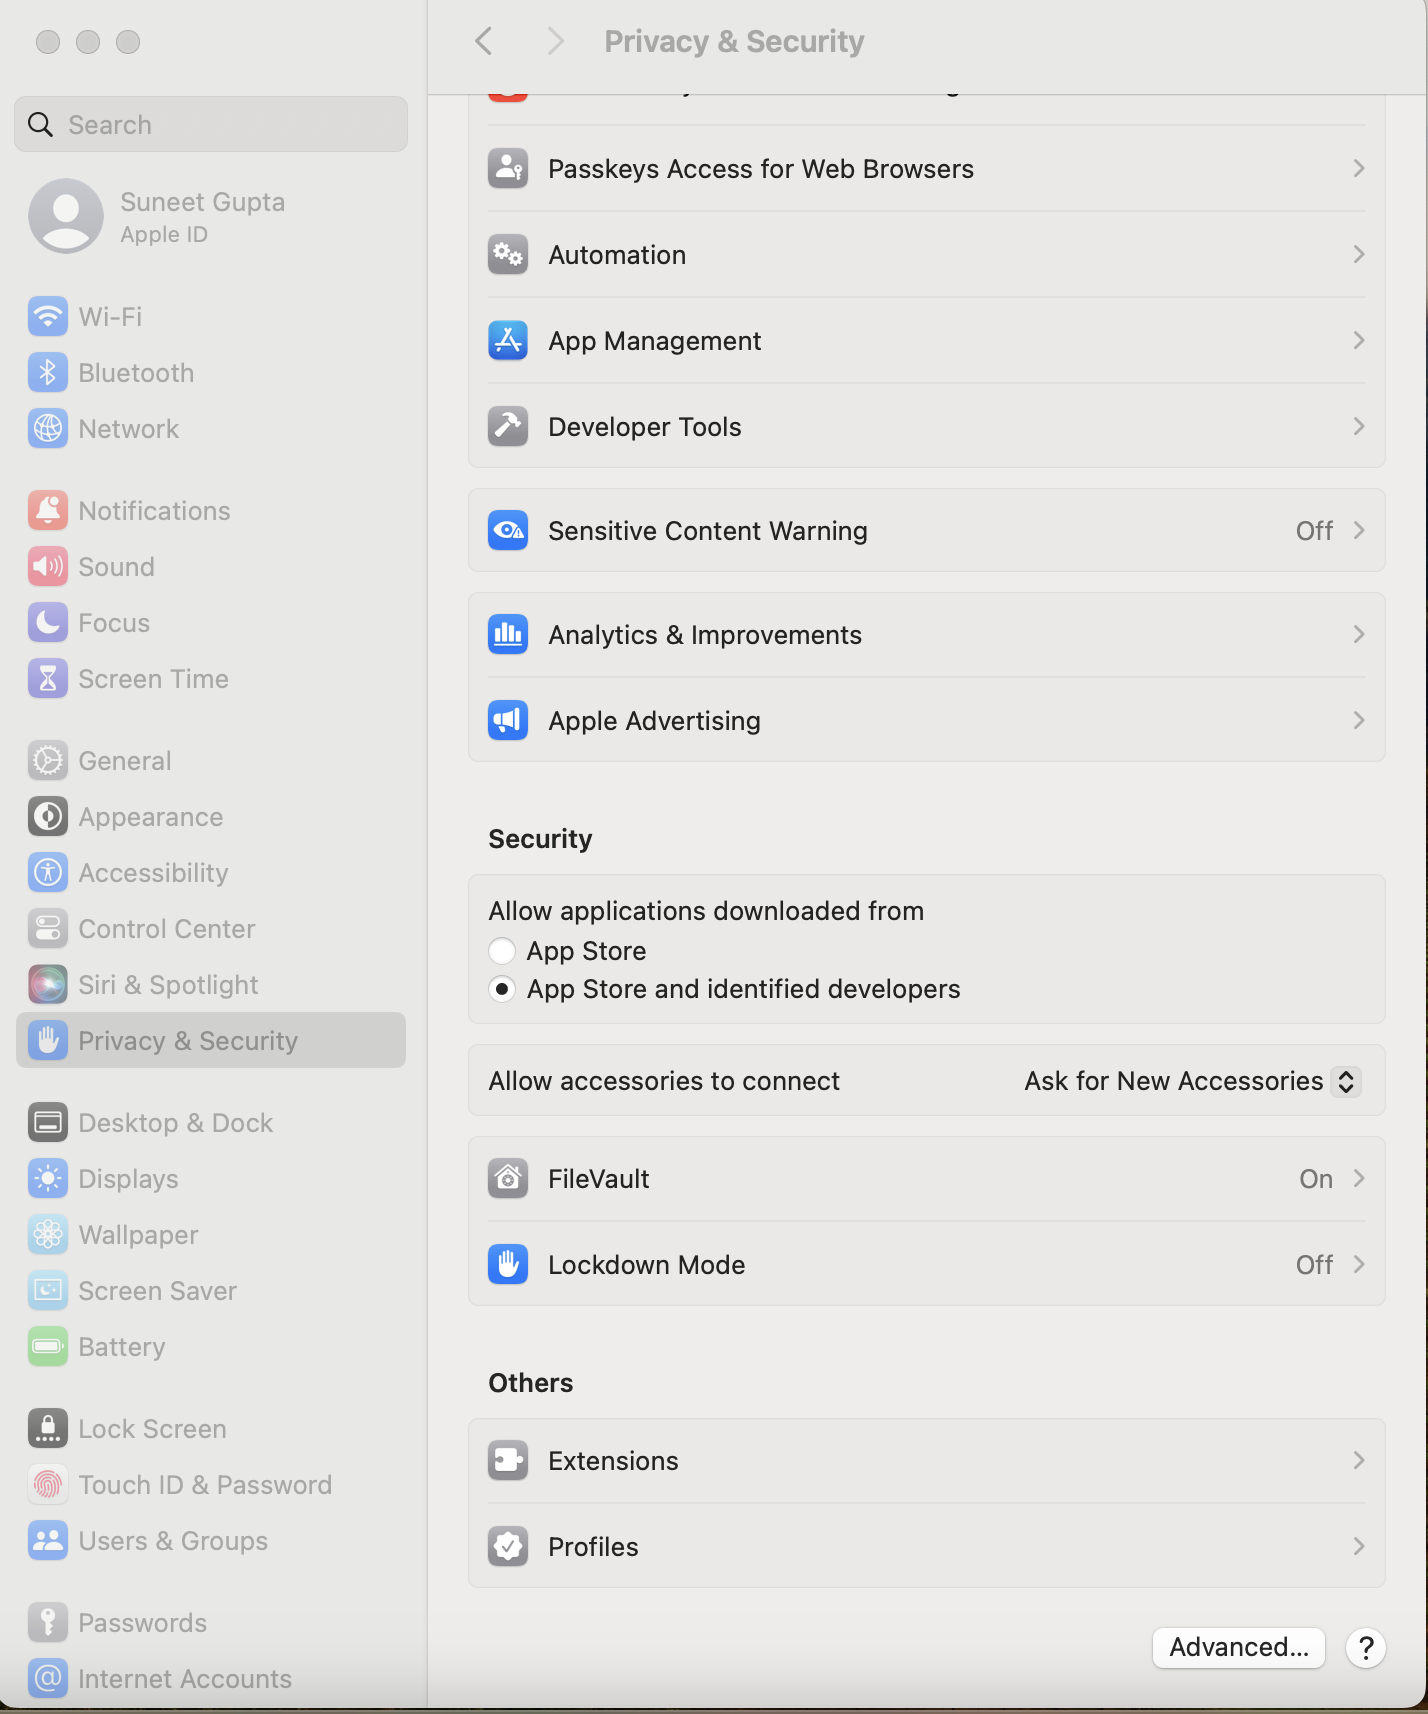 Privacy & Security
Search
Suneet Gupta
Apple ID
Wi-Fi
Bluetooth
Network
Notifications
Sound
Focus
Screen Time
General
Appearance
Accessibility
Control Center
Siri & Spotlight
Privacy & Security
Desktop & Dock
Displays
Wallpaper
Screen Saver
Battery
Lock Screen
Touch ID & Password
Users & Groups
Passwords
Internet Accounts
Passkeys Access for Web Browsers
Automation
App Management
Developer Tools
Sensitive Content Warning Off
Analytics & Improvements
Apple Advertising
Security
Allow applications downloaded from
App Store
App Store and identified developers
Allow accessories to connect Ask for New Accessories
FileVault On
Lockdown Mode Off
Others
Extensions
Profiles
Advanced...
?